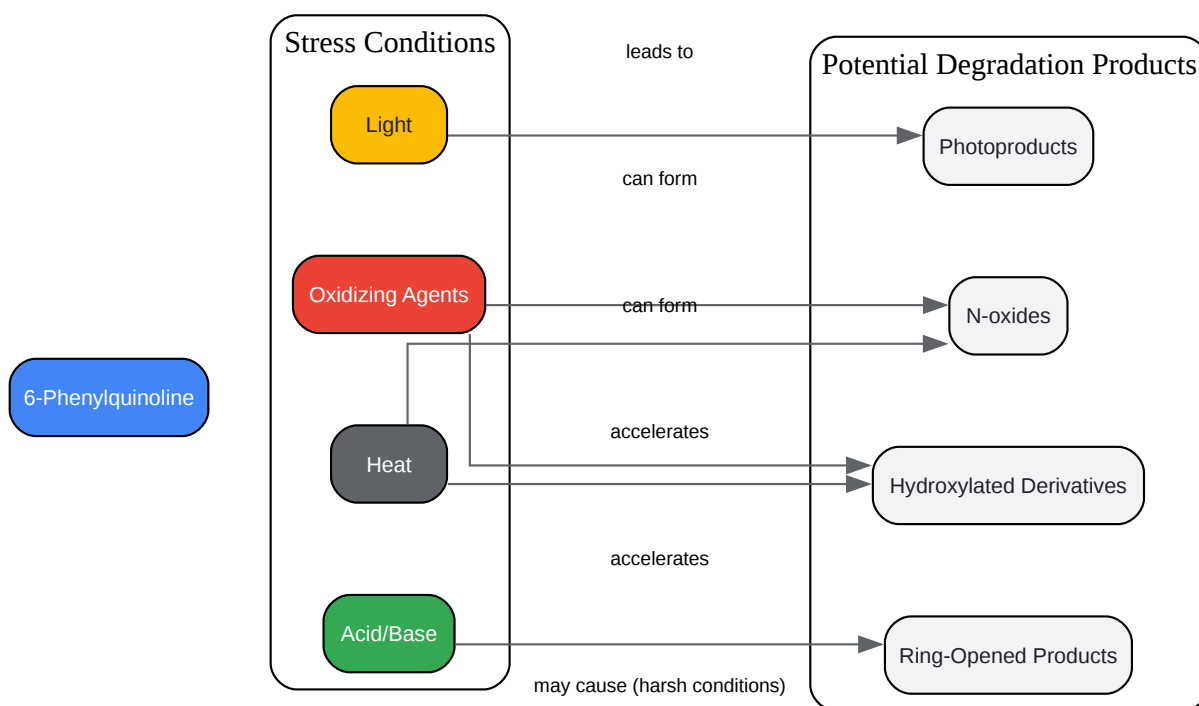 Stress Conditions
leads to
Potential Degradation Products
Light
Photoproducts
can form
Oxidizing Agents
can form
N-oxides
6-Phenylquinoline
accelerates
Heat
Hydroxylated Derivatives
accelerates
Acid/Base
Ring-Opened Products
may cause (harsh conditions)